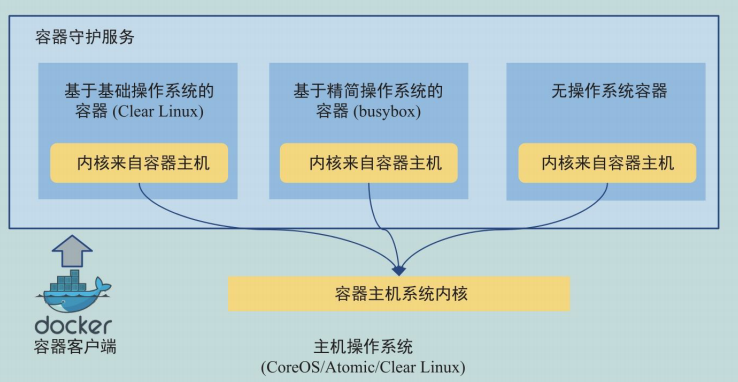 容器守护服务
基于基础操作系统的
容器 (Clear Linux)
内核来自容器主机
基于精简操作系统的
容器 (busybox)
内核来自容器主机
无操作系统容器
内核来自容器主机
容器主机系统内核
docker
容器客户端
主机操作系统
(CoreOS/Atomic/Clear Linux)